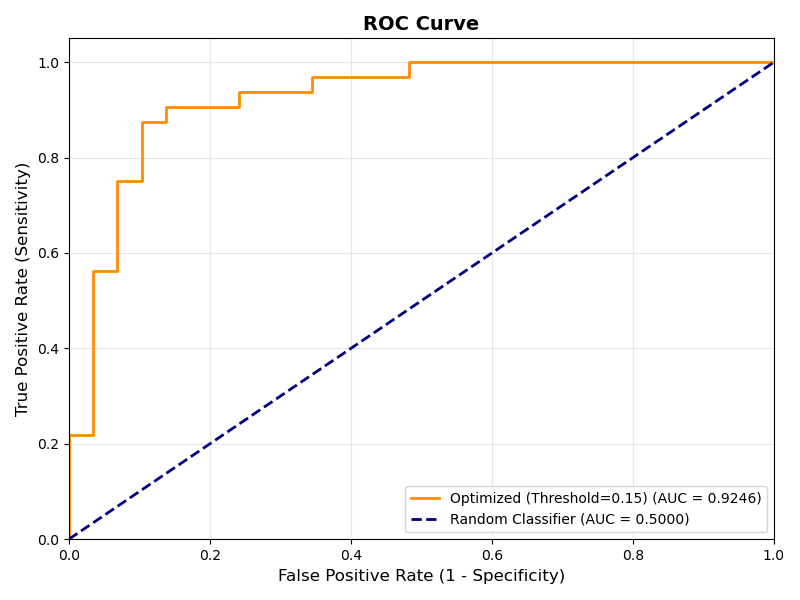 ROC Curve
True Positive Rate (Sensitivity)
1.0
0.8
0.6
0.4
0.2
0.0
0.0 0.2 0.4 0.6 0.8 1.0
False Positive Rate (1 - Specificity)
Optimized (Threshold=0.15) (AUC = 0.9246)
Random Classifier (AUC = 0.5000)